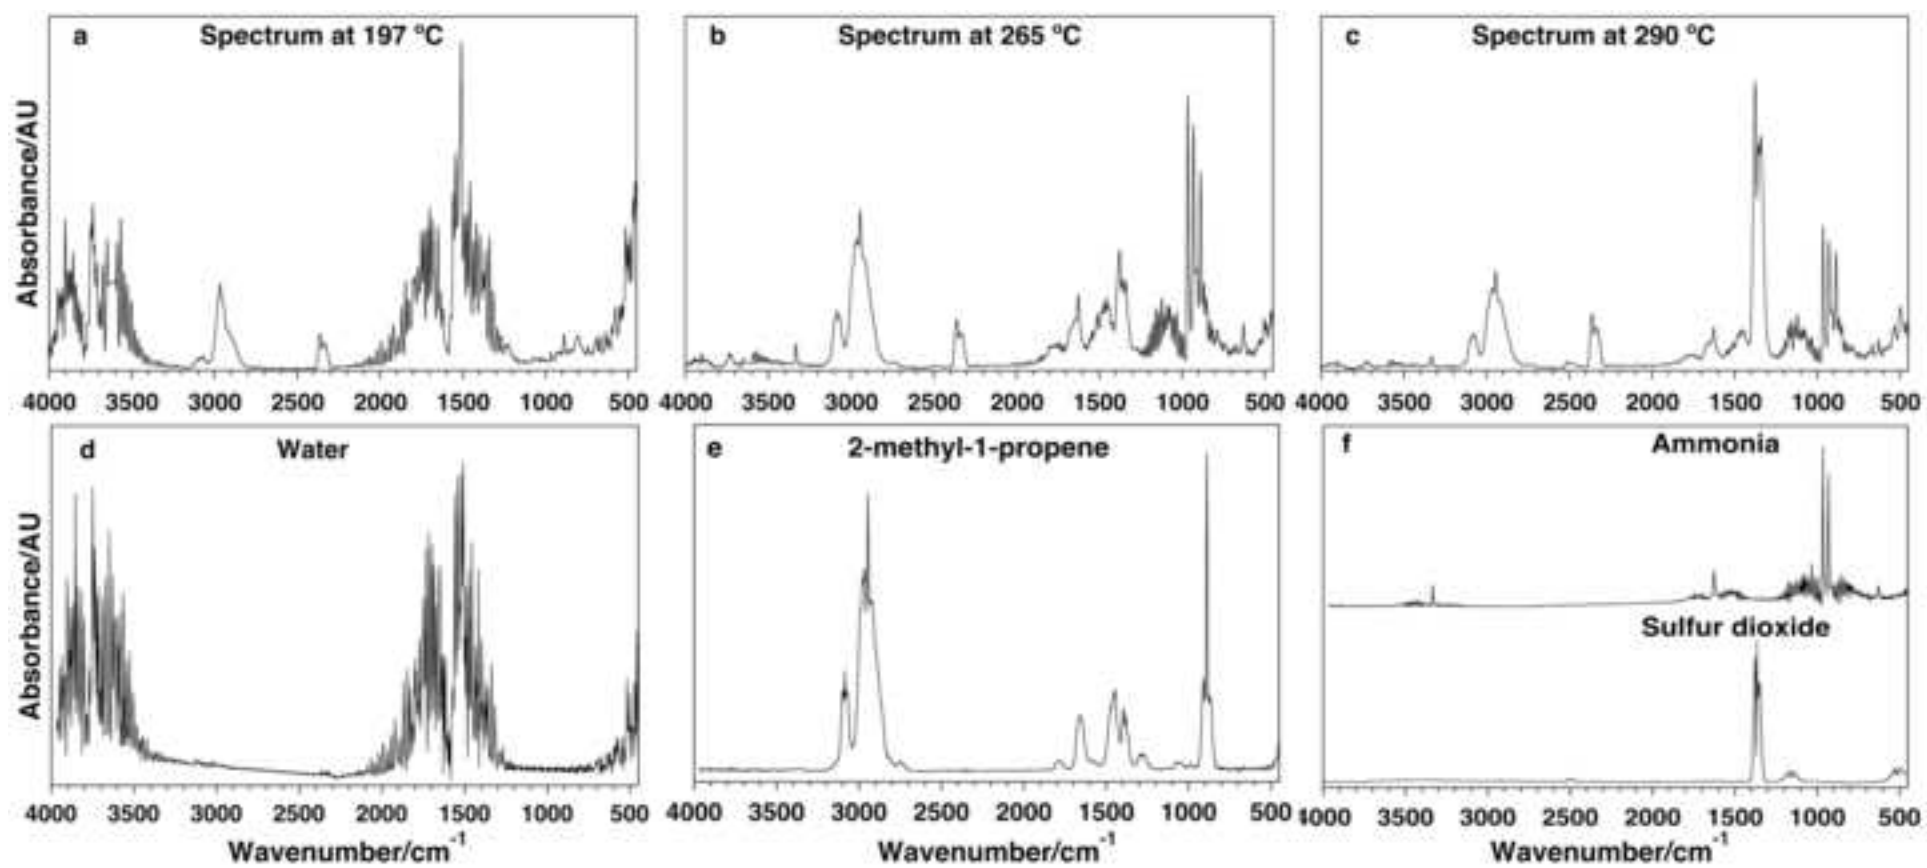 a Spectrum at 197 ºC
b Spectrum at 265 ºC
c Spectrum at 290 ºC
Absorbance/AU
4000 3500 3000 2500 2000 1500 1000 500
4000 3500 3000 2500 2000 1500 1000 500
4000 3500 3000 2500 2000 1500 1000 500
d Water
e 2-methyl-1-propene
f Ammonia
Sulfur dioxide
Absorbance/AU
4000 3500 3000 2500 2000 1500 1000 500
4000 3500 3000 2500 2000 1500 1000 500
4000 3500 3000 2500 2000 1500 1000 500
Wavenumber/cm⁻¹
Wavenumber/cm⁻¹
Wavenumber/cm⁻¹